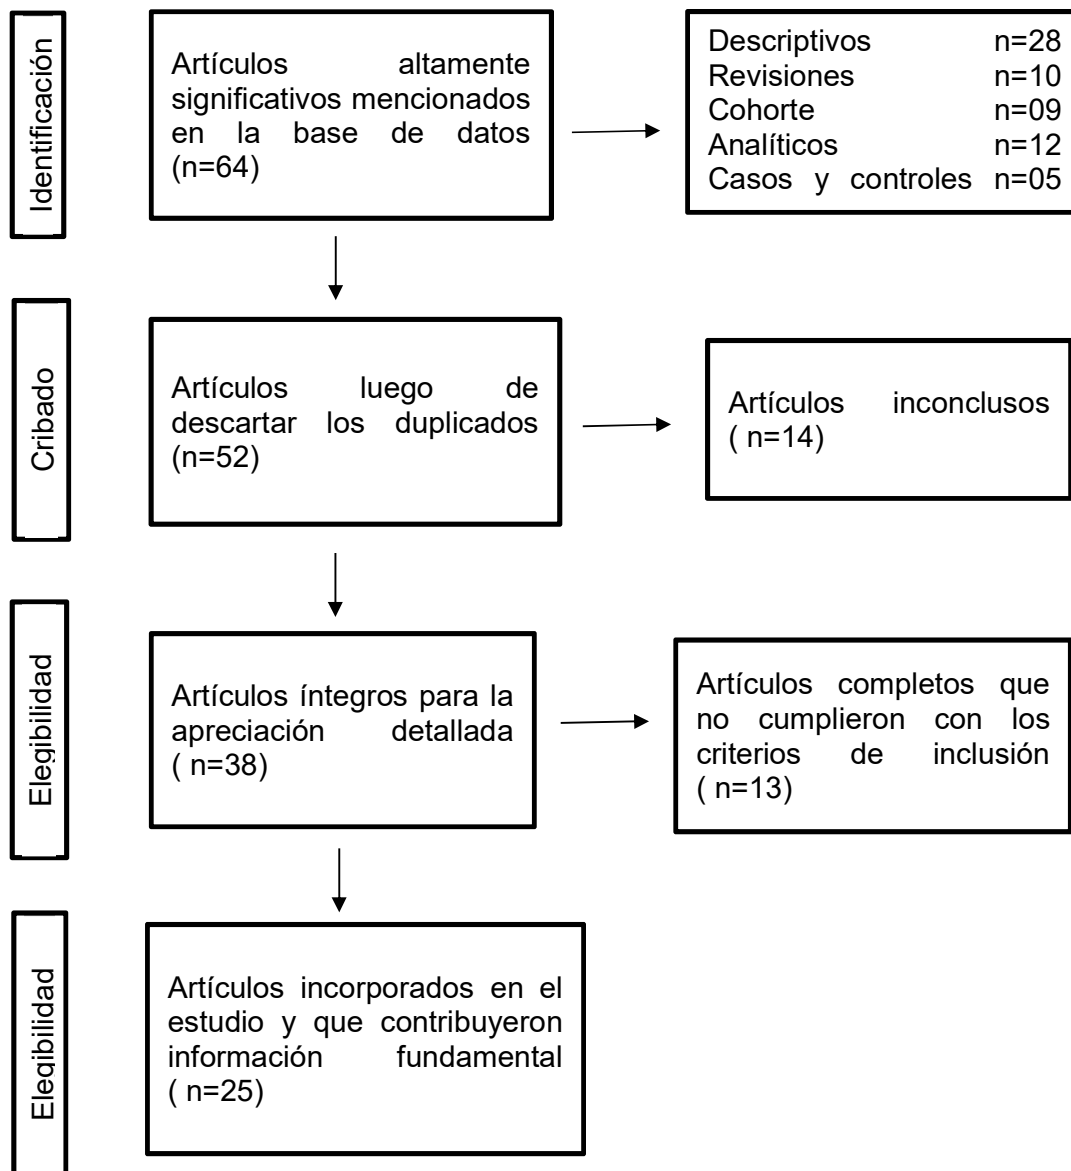 Identificación
Artículos altamente
significativos mencionados
en la base de datos
(n=64)
Descriptivos n=28
Revisiones n=10
Cohorte n=09
Analíticos n=12
Casos y controles n=05
Cribado
Artículos luego de
descartar los duplicados
(n=52)
Artículos inconclusos
( n=14)
Elegibilidad
Artículos íntegros para la
apreciación detallada
( n=38)
Artículos completos que
no cumplieron con los
criterios de inclusión
( n=13)
Elegibilidad
Artículos incorporados en el
estudio y que contribuyeron
información fundamental
( n=25)